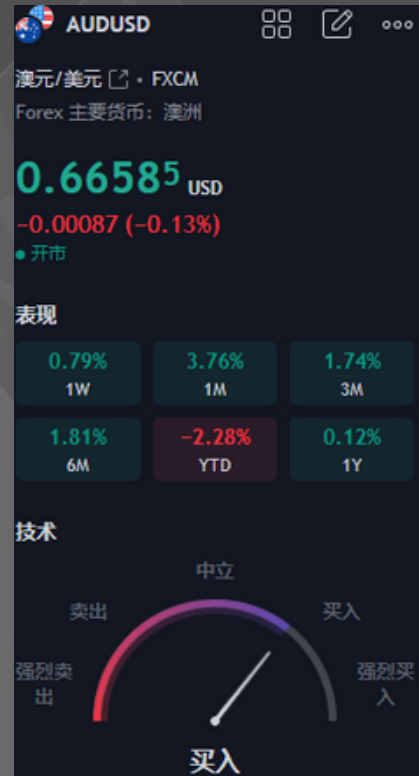 AUDUSD
澳元/美元 • FXCM
Forex 主要货币：澳洲
0.66585 USD
−0.00087 (−0.13%)
开市
表现
0.79% 3.76% 1.74%
1W 1M 3M
1.81% −2.28% 0.12%
6M YTD 1Y
技术
中立
卖出 买入
强烈卖出 强烈买入
买入